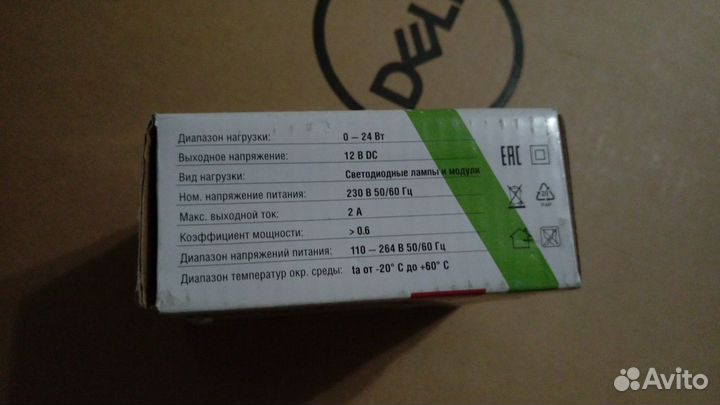 DELL
Диапазон нагрузки: 0 – 24 Вт
Выходное напряжение: 12 В DC
Вид нагрузки: Светодиодные лампы и модули
Ном. напряжение питания: 230 В 50/60 Гц
Макс. выходной ток: 2 А
Коэффициент мощности: > 0.6
Диапазон напряжений питания: 110 – 264 В 50/60 Гц
Диапазон температур окр. среды: ta от -20° С до +60° С
EAC
20
PAP
Avito